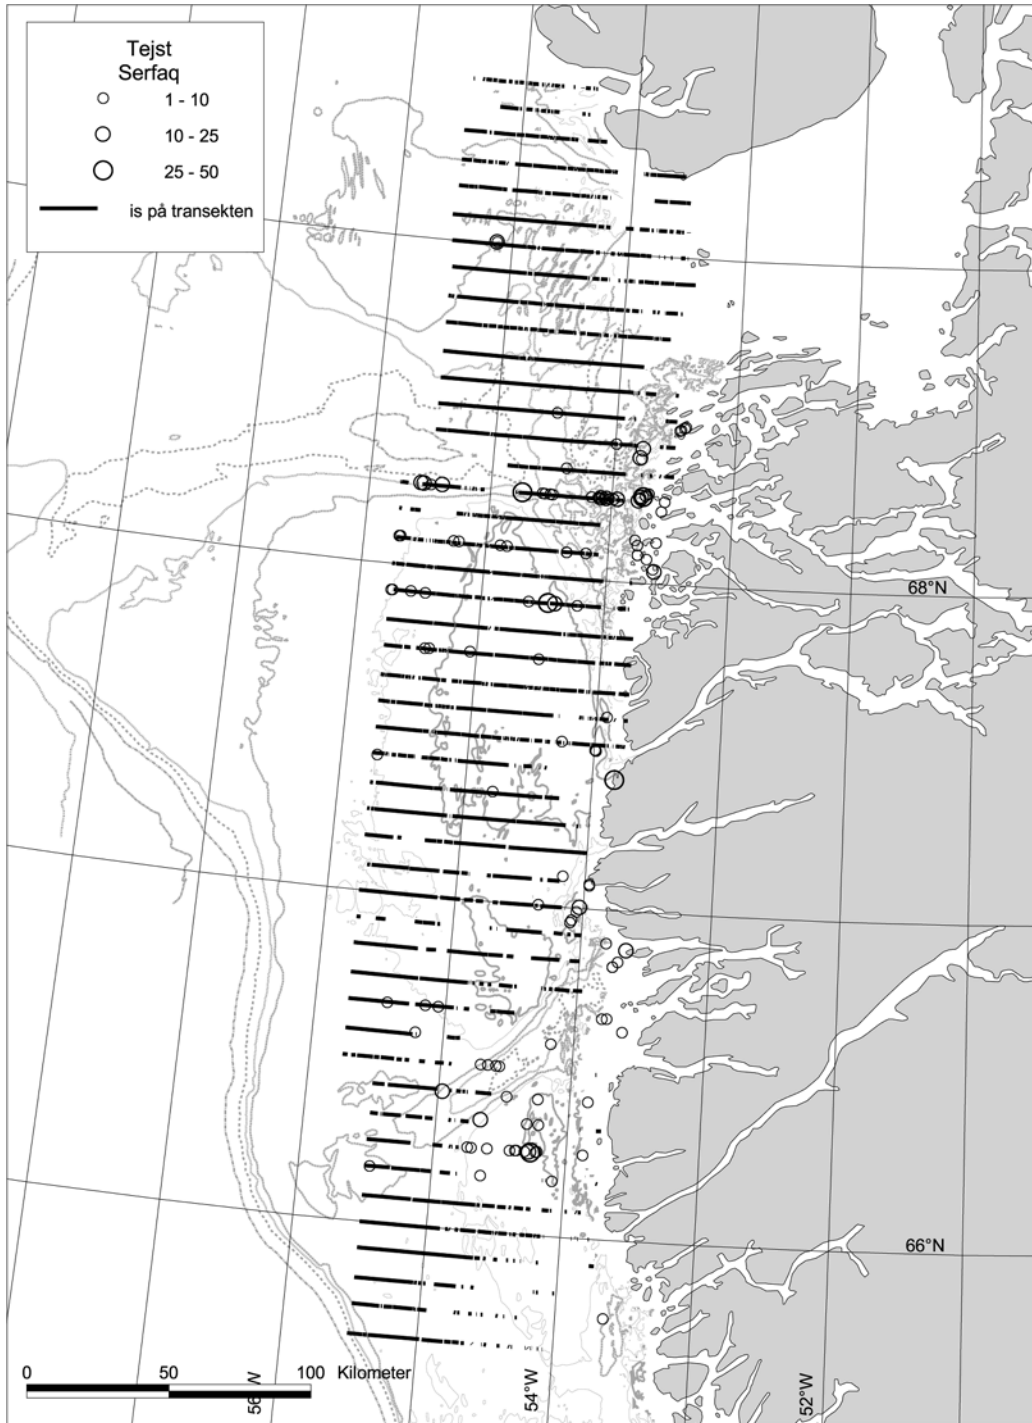 Tejst
Serfaq
1 - 10
10 - 25
25 - 50
is på transekten
68°N
66°N
0 50 100 Kilometer
56°W
54°W
52°W